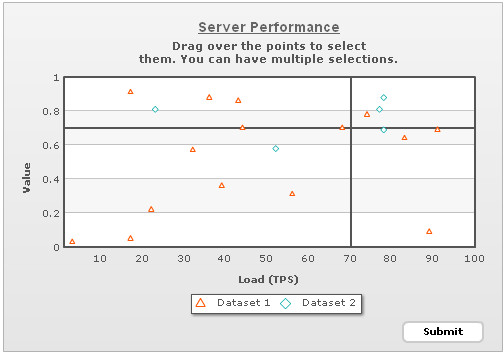 Server Performance
Drag over the points to select
them. You can have multiple selections.
1
0.8
0.6
0.4
0.2
0
Value
10 20 30 40 50 60 70 80 90 100
Load (TPS)
Dataset 1 Dataset 2
Submit